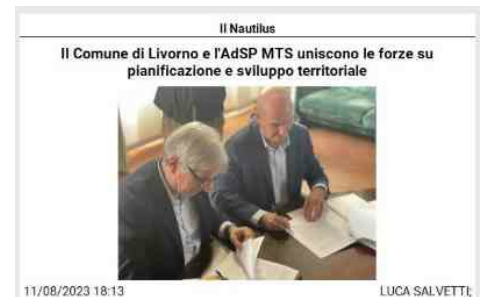 Il Nautilus
Il Comune di Livorno e l'AdSP MTS uniscono le forze su
pianificazione e sviluppo territoriale
11/08/2023 18:13
LUCA SALVETTI;